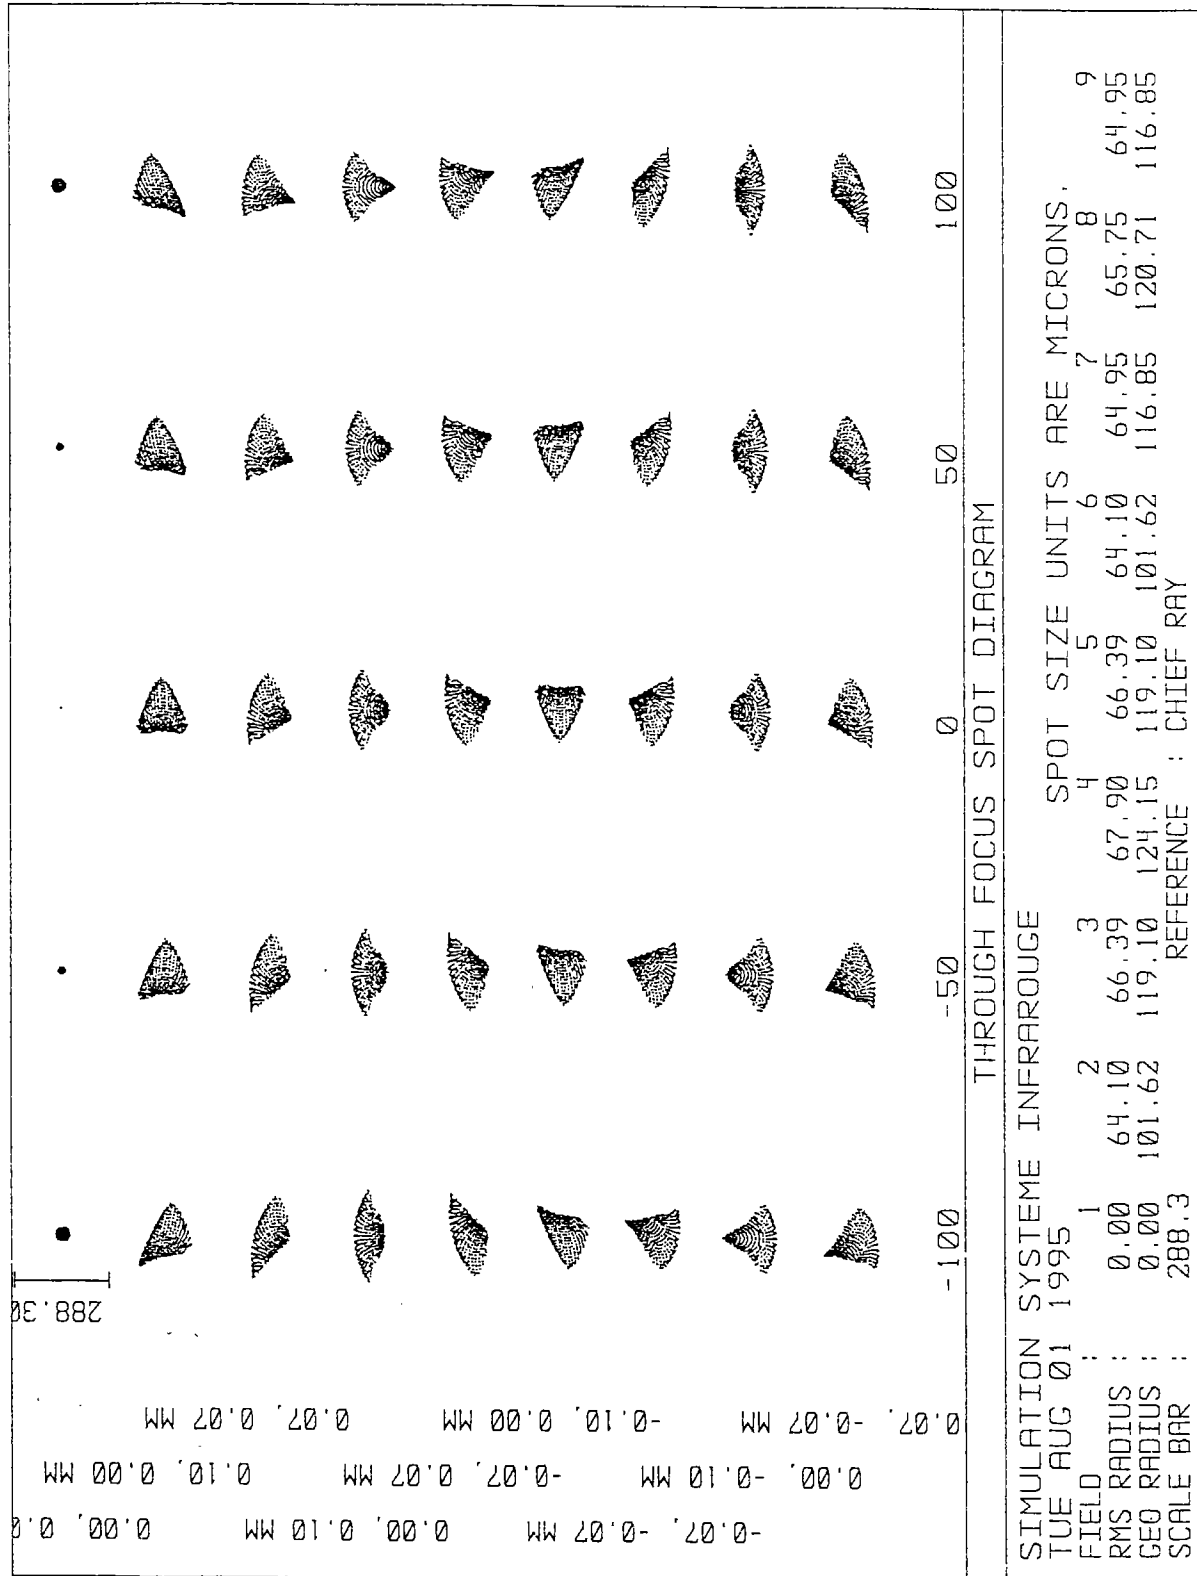 288.30
0.00, 0.0
0.10, 0.00 MM
0.07, 0.07 MM
0.00, 0.10 MM
-0.07, 0.07 MM
-0.10, 0.00 MM
-0.07, -0.07 MM
0.00, -0.10 MM
0.07, -0.07 MM
-100 -50 0 50 100
THROUGH FOCUS SPOT DIAGRAM
SIMULATION SYSTEME INFRAROUGE
TUE AUG 01 1995 SPOT SIZE UNITS ARE MICRONS.
FIELD : 1 2 3 4 5 6 7 8 9
RMS RADIUS : 0.00 64.10 66.39 67.90 66.39 64.10 64.95 65.75 64.95
GEO RADIUS : 0.00 101.62 119.10 124.15 119.10 101.62 116.85 120.71 116.85
SCALE BAR : 288.3 REFERENCE : CHIEF RAY